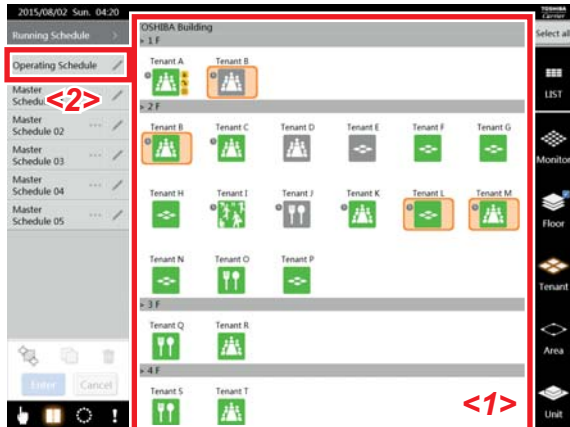 2015/08/02 Sun. 04:20
TOSHIBA
Carrier
Running Schedule
OSHIBA Building
Select all
1 F
Operating Schedule
Tenant A
Tenant B
LIST
Master
<2>
2 F
Master
Schedule 02
Tenant B
Tenant C
Tenant D
Tenant E
Tenant F
Tenant G
Master
Schedule 03
Monitor
Master
Schedule 04
Tenant H
Tenant I
Tenant J
Tenant K
Tenant L
Tenant M
Master
Schedule 05
Floor
Tenant N
Tenant O
Tenant P
Tenant
3 F
Tenant Q
Tenant R
Area
4 F
Enter
Cancel
Tenant S
Tenant T
<1>
Unit